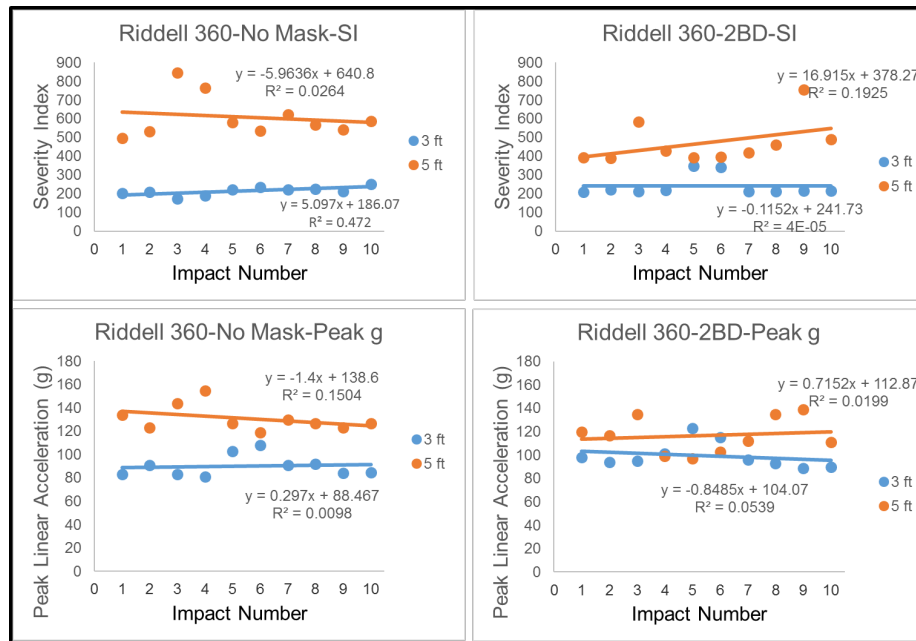 Riddell 360-No Mask-SI
y = -5.9636x + 640.8
R² = 0.0264
900
800
700
600
500
400
300
200
100
0
Severity Index
3 ft
5 ft
y = 5.097x + 186.07
R² = 0.472
0 1 2 3 4 5 6 7 8 9 10
Impact Number
Riddell 360-2BD-SI
y = 16.915x + 378.27
R² = 0.1925
900
800
700
600
500
400
300
200
100
0
Severity Index
3 ft
5 ft
y = -0.1152x + 241.73
R² = 4E-05
0 1 2 3 4 5 6 7 8 9 10
Impact Number
Riddell 360-No Mask-Peak g
y = -1.4x + 138.6
R² = 0.1504
180
160
140
120
100
80
60
40
20
0
Peak Linear Acceleration (g)
3 ft
5 ft
y = 0.297x + 88.467
R² = 0.0098
0 1 2 3 4 5 6 7 8 9 10
Impact Number
Riddell 360-2BD-Peak g
y = 0.7152x + 112.87
R² = 0.0199
180
160
140
120
100
80
60
40
20
0
Peak Linear Acceleration (g)
3 ft
5 ft
y = -0.8485x + 104.07
R² = 0.0539
0 1 2 3 4 5 6 7 8 9 10
Impact Number